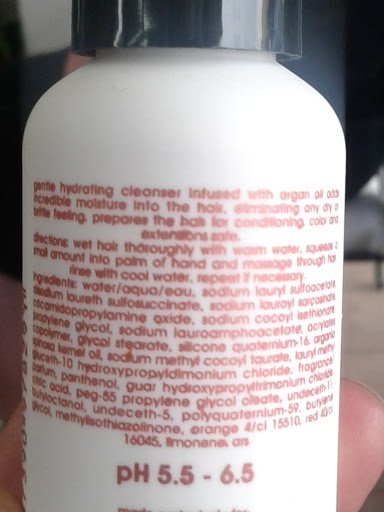 gentle hydrating cleanser infused with argan oil adds
incredible moisture into the hair, eliminating any dry or
brittle feeling. prepares the hair for conditioning. color and
extensions safe.
directions: wet hair thoroughly with warm water, squeeze a
mall amount into palm of hand and massage through hair
rinse with cool water, repeat if necessary.
ingredients: water/aqua/eau, sodium lauryl sulfoacetate,
disodium laureth sulfosuccinate, sodium lauroyl sarcosinate,
cocamidopropylamine oxide, sodium cocoyl isethionate,
propylene glycol, sodium lauroamphoacetate, acrylates
copolymer, glycol stearate, silicone quaternium-16, argania
spinosa kernel oil, sodium methyl cocoyl taurate, lauryl methyl
gluceth-10 hydroxypropyldimonium chloride, fragrance/
parfum, panthenol, guar hydroxypropyltrimonium chloride,
citric acid, peg-55 propylene glycol oleate, undeceth-11,
butyloctanol, undeceth-5, polyquaternium-59, butylene
glycol, methylisothiazolinone, orange 4/ci 15510, red 40/ci
16045, limonene, ars
pH 5.5 - 6.5